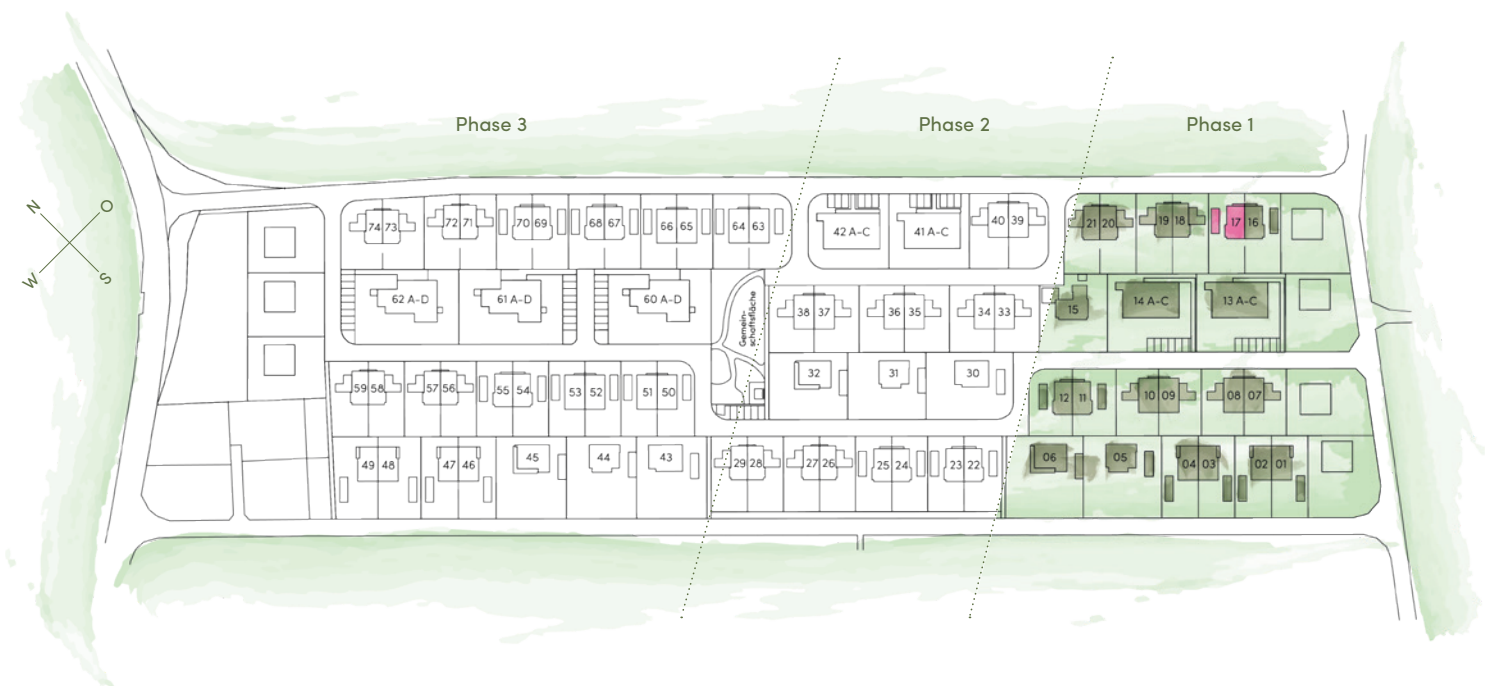 Phase 3
Phase 2
Phase 1
N
O
W
S
74 73
72 71
70 69
68 67
66 65
64 63
42 A-C
41 A-C
40 39
21 20
19 18
17 16
62 A-D
61 A-D
60 A-D
Gemein-
schaftsfläche
38 37
36 35
34 33
15
14 A-C
13 A-C
32
31
30
59 58
57 56
55 54
53 52
51 50
12 11
10 09
08 07
49 48
47 46
45
44
43
29 28
27 26
25 24
23 22
06
05
04 03
02 01